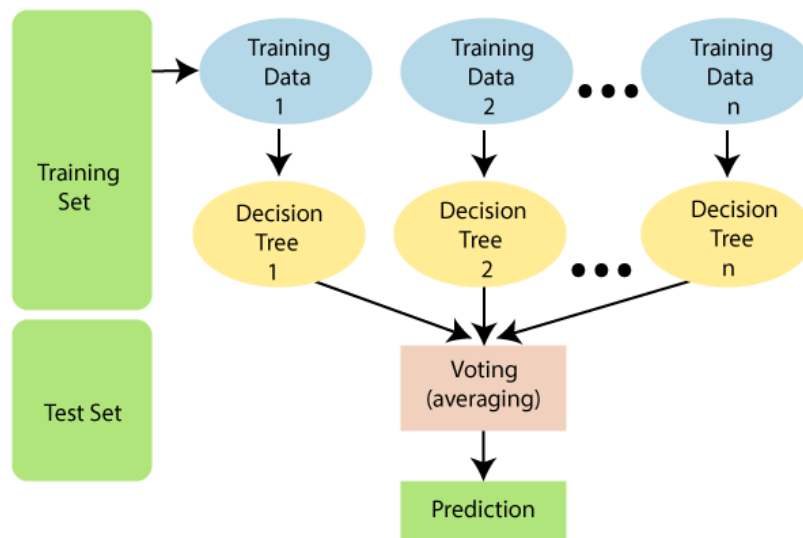 Training
Set
Test Set
Training
Data
1
Training
Data
2
Training
Data
n
Decision
Tree
1
Decision
Tree
2
Decision
Tree
n
Voting
(averaging)
Prediction